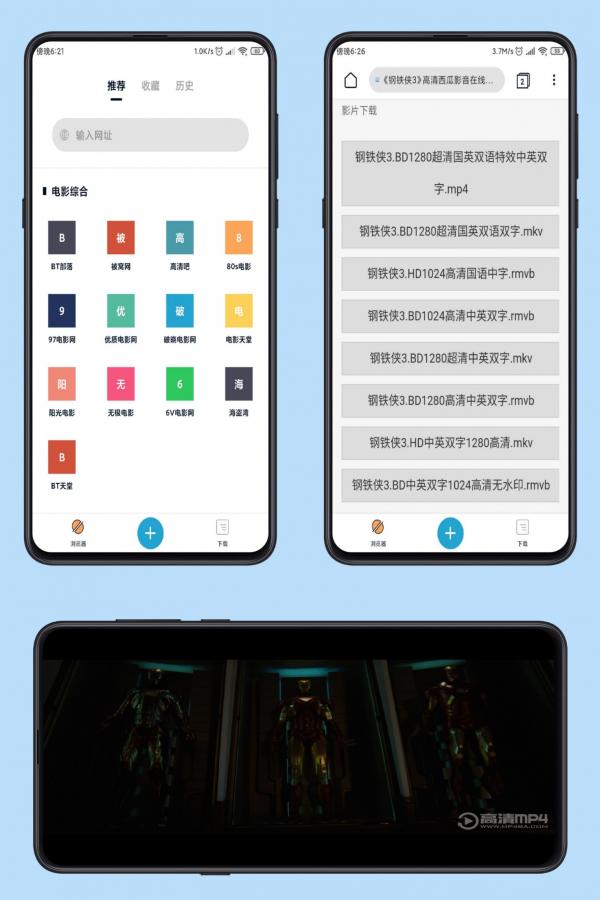 傍晚6:21
1.0K/s
60
推荐 收藏 历史
输入网址
电影综合
B 被 高 8
BT部落 被窝网 高清吧 80s电影
9 优 破 电
97电影网 优质电影网 破晓电影网 电影天堂
阳 无 6 海
阳光电影 无极电影 6V电影网 海盗湾
B
BT天堂
浏览器 下载
傍晚6:26
3.7M/s
《钢铁侠3》高清西瓜影音在线...
2
影片下载
钢铁侠3.BD1280超清国英双语特效中英双
字.mp4
钢铁侠3.BD1280超清国英双语双字.mkv
钢铁侠3.HD1024高清国语中字.rmvb
钢铁侠3.BD1024高清中英双字.rmvb
钢铁侠3.BD1280超清中英双字.mkv
钢铁侠3.BD1280高清中英双字.rmvb
钢铁侠3.HD中英双字1280高清.mkv
钢铁侠3.BD中英双字1024高清无水印.rmvb
浏览器 下载
高清MP4
WWW.MP4BA.COM